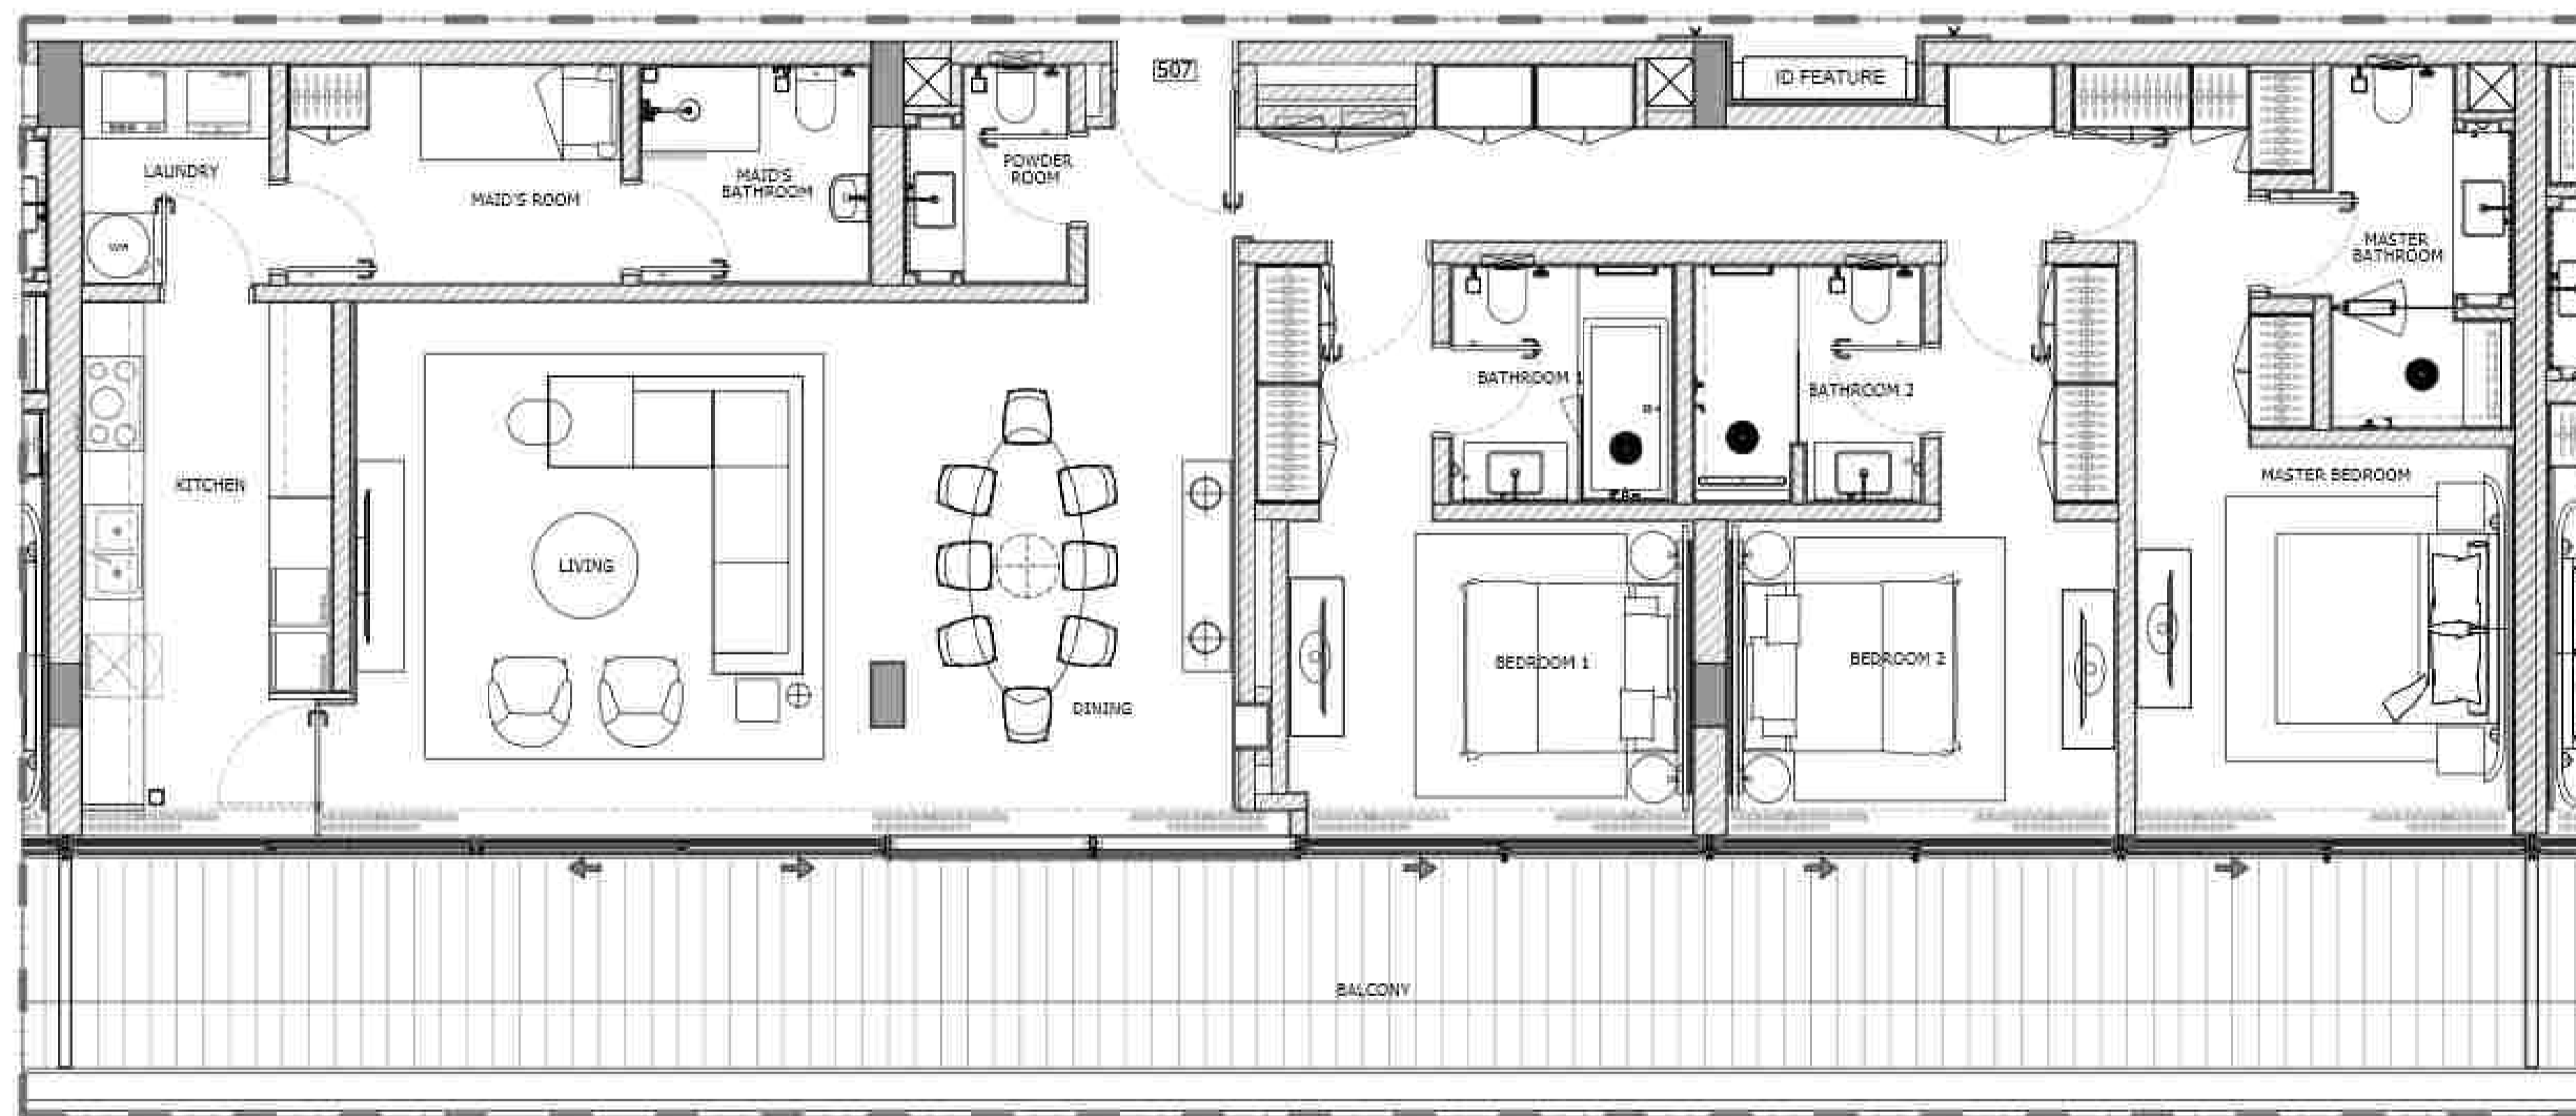 507
ID FEATURE
LAUNDRY
MAID'S ROOM
MAID'S
BATHROOM
POWDER
ROOM
WM
MASTER
BATHROOM
BATHROOM 1
BATHROOM 2
KITCHEN
MASTER BEDROOM
LIVING
BEDROOM 1
BEDROOM 2
DINING
BALCONY